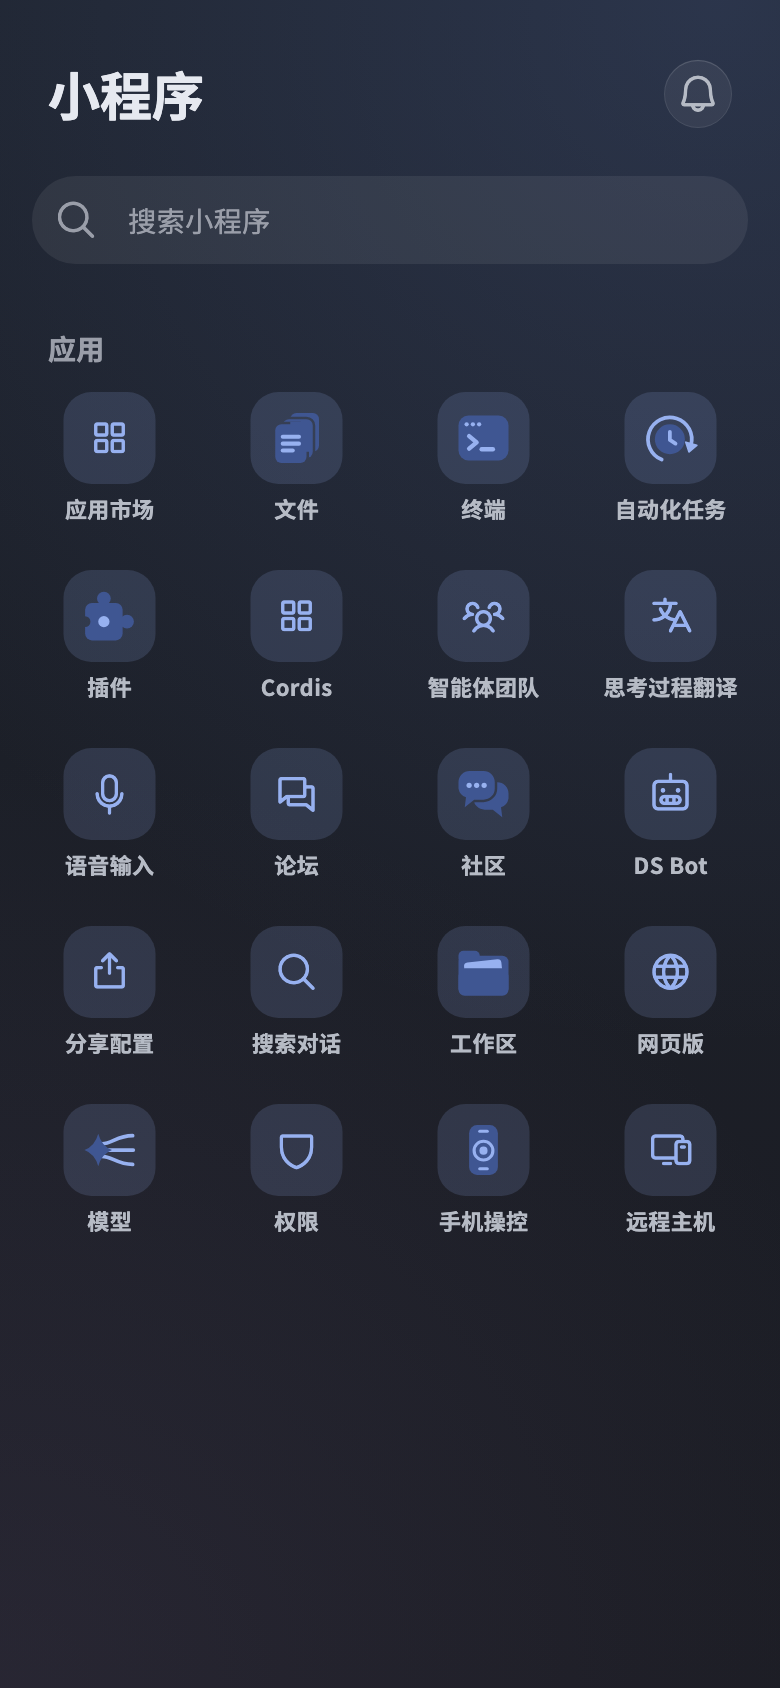 小程序
搜索小程序
应用
应用市场
文件
终端
自动化任务
插件
Cordis
智能体团队
思考过程翻译
语音输入
论坛
社区
DS Bot
分享配置
搜索对话
工作区
网页版
模型
权限
手机操控
远程主机